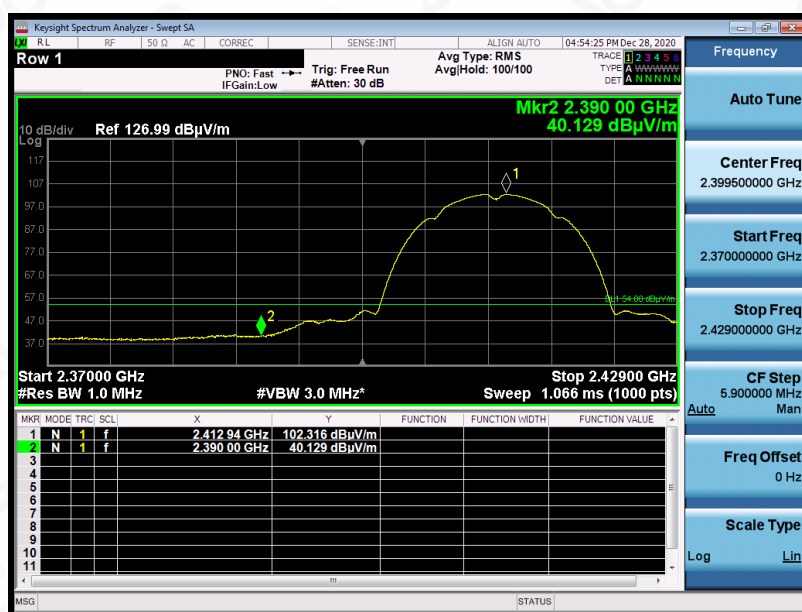 Keysight Spectrum Analyzer - Swept SA
LXI RL RF 50 Ω AC CORREC SENSE:INT ALIGN AUTO 04:54:25 PM Dec 28, 2020
Row 1
PNO: Fast
IFGain:Low
Trig: Free Run
#Atten: 30 dB
Avg Type: RMS
Avg|Hold: 100/100
TRACE 1 2 3 4 5 6
TYPE A WWWWW
DET A N N N N N
Mkr2 2.390 00 GHz
40.129 dBµV/m
10 dB/div Ref 126.99 dBµV/m
Log
117
107
97.0
87.0
77.0
67.0
57.0
47.0
37.0
1
2
DL1 54.00 dBµV/m
Start 2.37000 GHz Stop 2.42900 GHz
#Res BW 1.0 MHz #VBW 3.0 MHz* Sweep 1.066 ms (1000 pts)
MKR MODE TRC SCL X Y FUNCTION FUNCTION WIDTH FUNCTION VALUE
1 N 1 f 2.412 94 GHz 102.316 dBµV/m
2 N 1 f 2.390 00 GHz 40.129 dBµV/m
3
4
5
6
7
8
9
10
11
MSG STATUS
Frequency
Auto Tune
Center Freq
2.399500000 GHz
Start Freq
2.370000000 GHz
Stop Freq
2.429000000 GHz
CF Step
5.900000 MHz
Auto Man
Freq Offset
0 Hz
Scale Type
Log Lin